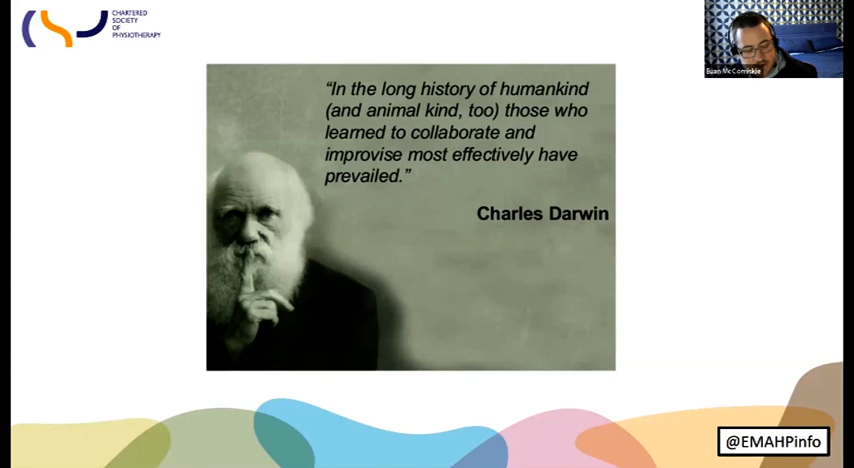 CHARTERED
SOCIETY
OF
PHYSIOTHERAPY
Euan McComiskie
“In the long history of humankind
(and animal kind, too) those who
learned to collaborate and
improvise most effectively have
prevailed.”
Charles Darwin
@EMAHPinfo